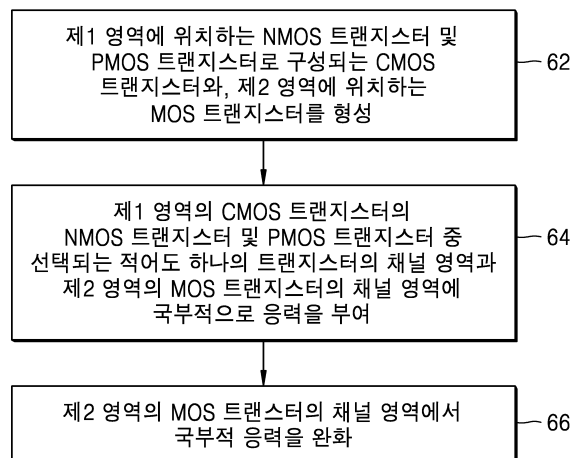 제1 영역에 위치하는 NMOS 트랜지스터 및
PMOS 트랜지스터로 구성되는 CMOS
트랜지스터와, 제2 영역에 위치하는
MOS 트랜지스터를 형성
62
제1 영역의 CMOS 트랜지스터의
NMOS 트랜지스터 및 PMOS 트랜지스터 중
선택되는 적어도 하나의 트랜지스터의 채널 영역과
제2 영역의 MOS 트랜지스터의 채널 영역에
국부적으로 응력을 부여
64
제2 영역의 MOS 트랜스터의 채널 영역에서
국부적 응력을 완화
66